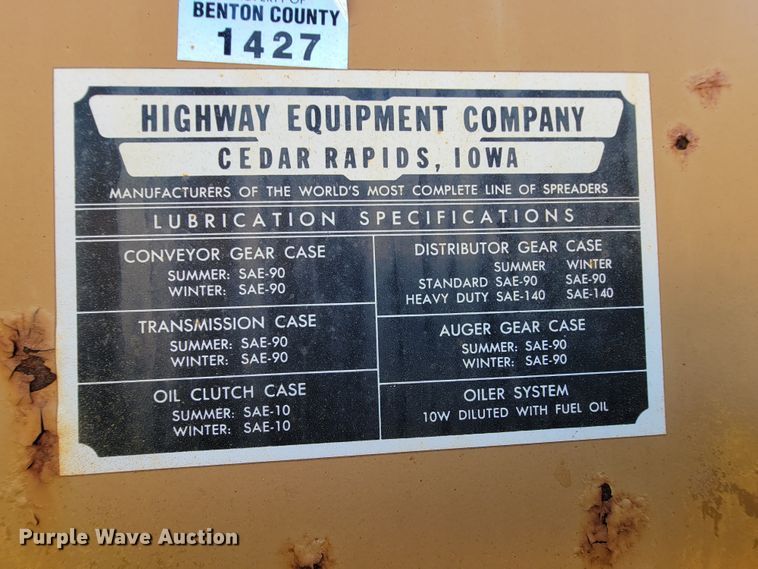 PROPERTY OF
BENTON COUNTY
1427
HIGHWAY EQUIPMENT COMPANY
CEDAR RAPIDS, IOWA
MANUFACTURERS OF THE WORLD'S MOST COMPLETE LINE OF SPREADERS
LUBRICATION SPECIFICATIONS
CONVEYOR GEAR CASE
SUMMER: SAE-90
WINTER: SAE-90
TRANSMISSION CASE
SUMMER: SAE-90
WINTER: SAE-90
OIL CLUTCH CASE
SUMMER: SAE-10
WINTER: SAE-10
DISTRIBUTOR GEAR CASE
SUMMER WINTER
STANDARD SAE-90 SAE-90
HEAVY DUTY SAE-140 SAE-140
AUGER GEAR CASE
SUMMER: SAE-90
WINTER: SAE-90
OILER SYSTEM
10W DILUTED WITH FUEL OIL
Purple Wave Auction